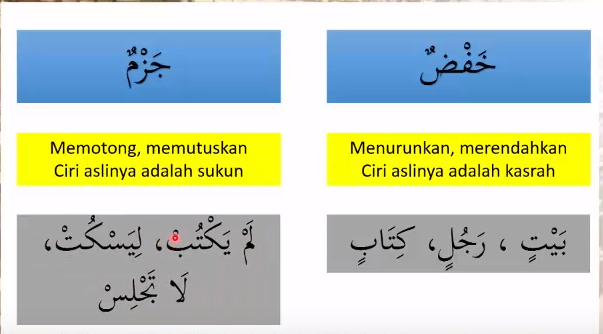 خَفْضٌ
جَزْمٌ
Menurunkan, merendahkan
Ciri aslinya adalah kasrah
Memotong, memutuskan
Ciri aslinya adalah sukun
بَيْتٍ ، رَجُلٍ، كِتَابٍ
لَمْ يَكْتُبْ، لِيَسْكُتْ،
لَا تَجْلِسْ